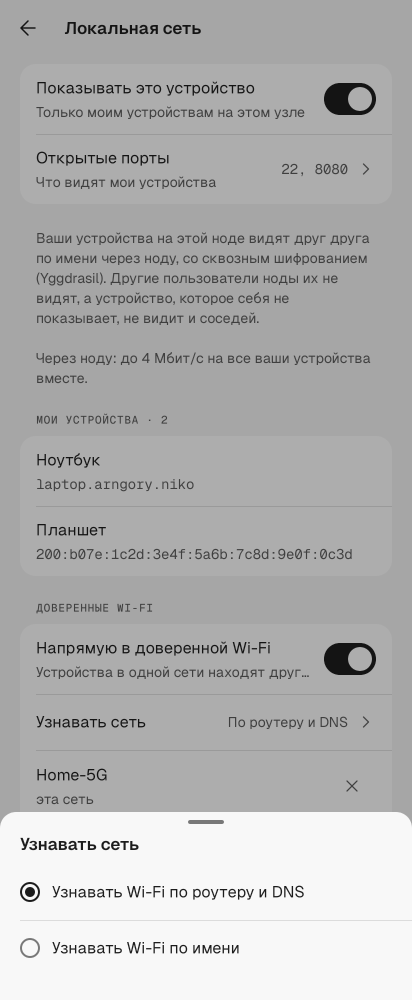 Локальная сеть
Показывать это устройство
Только моим устройствам на этом узле
Открытые порты
22, 8080
Что видят мои устройства
Ваши устройства на этой ноде видят друг друга
по имени через ноду, со сквозным шифрованием
(Yggdrasil). Другие пользователи ноды их не
видят, а устройство, которое себя не
показывает, не видит и соседей.
Через ноду: до 4 Мбит/с на все ваши устройства
вместе.
МОИ УСТРОЙСТВА · 2
Ноутбук
laptop.arngory.niko
Планшет
200:b07e:1c2d:3e4f:5a6b:7c8d:9e0f:0c3d
ДОВЕРЕННЫЕ WI-FI
Напрямую в доверенной Wi-Fi
Устройства в одной сети находят друг…
Узнавать сеть
По роутеру и DNS
Home-5G
эта сеть
Узнавать сеть
Узнавать Wi-Fi по роутеру и DNS
Узнавать Wi-Fi по имени